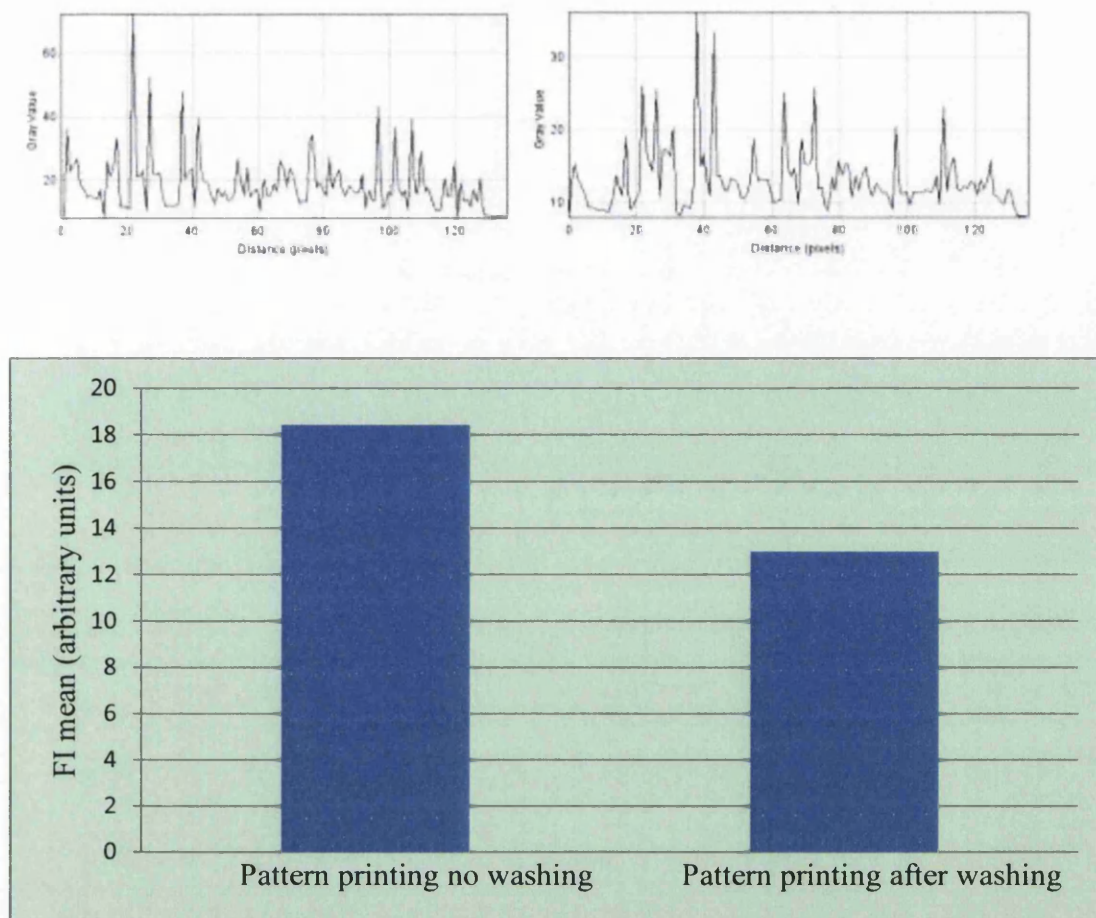 60
40
20
Gray Value
0 20 40 60 80 100 120
Distance (pixels)
30
20
10
Gray Value
0 20 40 60 80 100 120
Distance (pixels)
20
18
16
14
12
10
8
6
4
2
0
FI mean (arbitrary units)
Pattern printing no washing
Pattern printing after washing